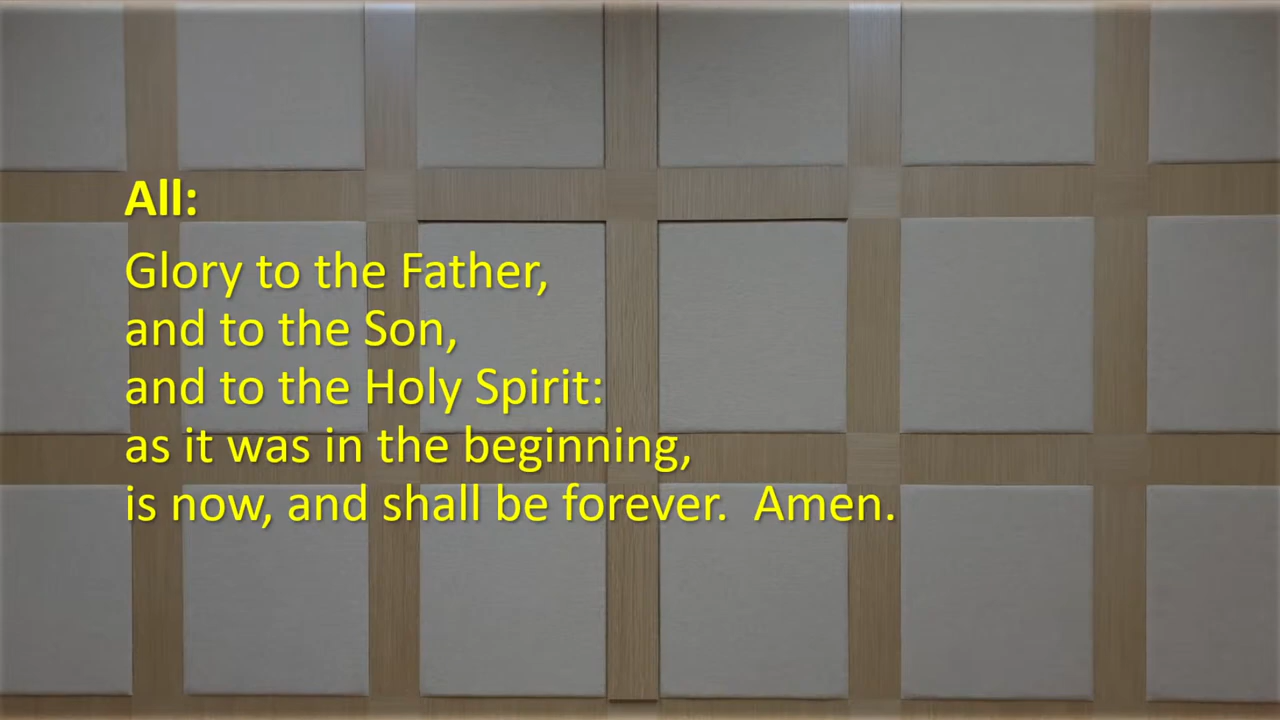 All:
Glory to the Father,
and to the Son,
and to the Holy Spirit:
as it was in the beginning,
is now, and shall be forever.  Amen.